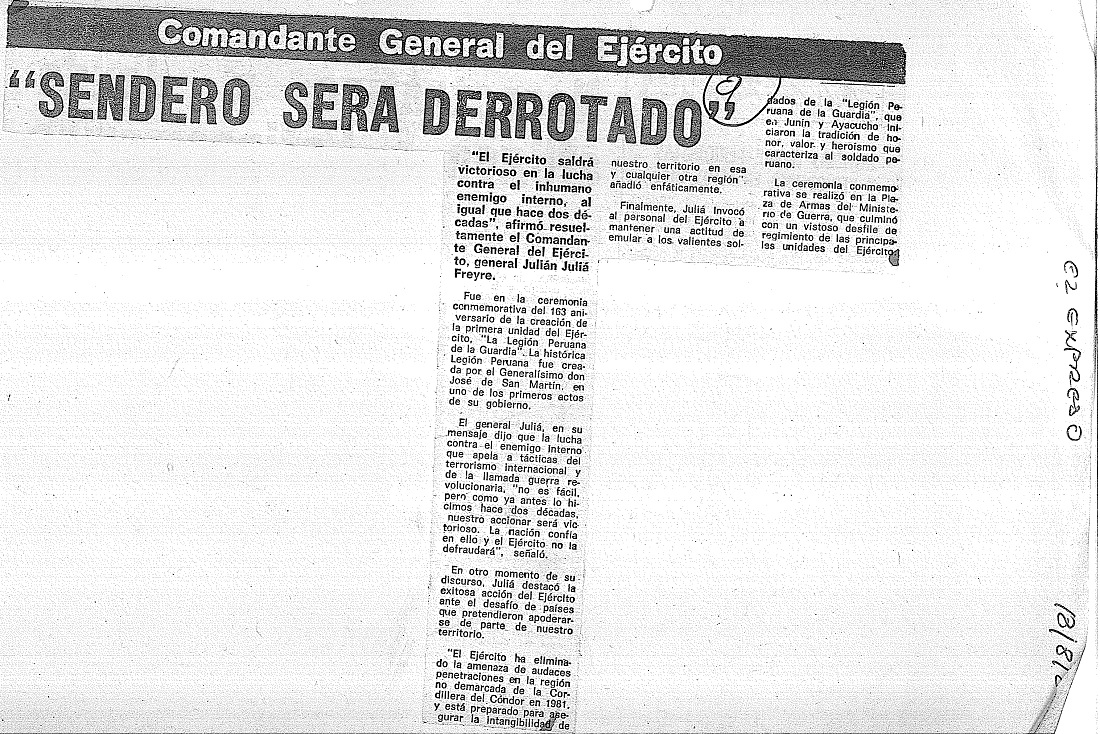 Comandante General del Ejército
“SENDERO SERA DERROTADO”
9
"El Ejército saldrá
victorioso en la lucha
contra el inhumano
enemigo interno, al
igual que hace dos dé-
cadas", afirmó resuel-
tamente el Comandan-
te General del Ejérci-
to, general Julián Juliá
Freyre.
Fue en la ceremonia
conmemorativa del 163 ani-
versario de la creación de
la primera unidad del Ejér-
cito, "La Legión Peruana
de la Guardia". La histórica
Legión Peruana fue crea-
da por el Generalísimo don
José de San Martín, en
uno de los primeros actos
de su gobierno.
El general Juliá, en su
mensaje dijo que la lucha
contra el enemigo interno
que apela a tácticas del
terrorismo internacional y
de la llamada guerra re-
volucionaria, "no es fácil,
pero como ya antes lo hi-
cimos hace dos décadas,
nuestro accionar será vic-
torioso. La nación confía
en ello y el Ejército no la
defraudará", señaló.
En otro momento de su
discurso, Juliá destacó la
exitosa acción del Ejército
ante el desafío de países
que pretendieron apoderar-
se de parte de nuestro
territorio.
"El Ejército ha elimina-
do la amenaza de audaces
penetraciones en la región
no demarcada de la Cor-
dillera del Cóndor en 1981,
y está preparado para ase-
gurar la intangibilidad de
nuestro territorio en esa
y cualquier otra región".
añadió enfáticamente.
Finalmente, Juliá invocó
al personal del Ejército a
mantener una actitud de
emular a los valientes sol-
dados de la "Legión Pe-
ruana de la Guardia", que
en Junín y Ayacucho ini-
ciaron la tradición de ho-
nor, valor y heroísmo que
caracteriza al soldado pe-
ruano.
La ceremonia conmemo-
rativa se realizó en la Pla-
za de Armas del Ministe-
rio de Guerra, que culminó
con un vistoso desfile de
regimiento de las principa-
les unidades del Ejército.
EXPRESO
18/81